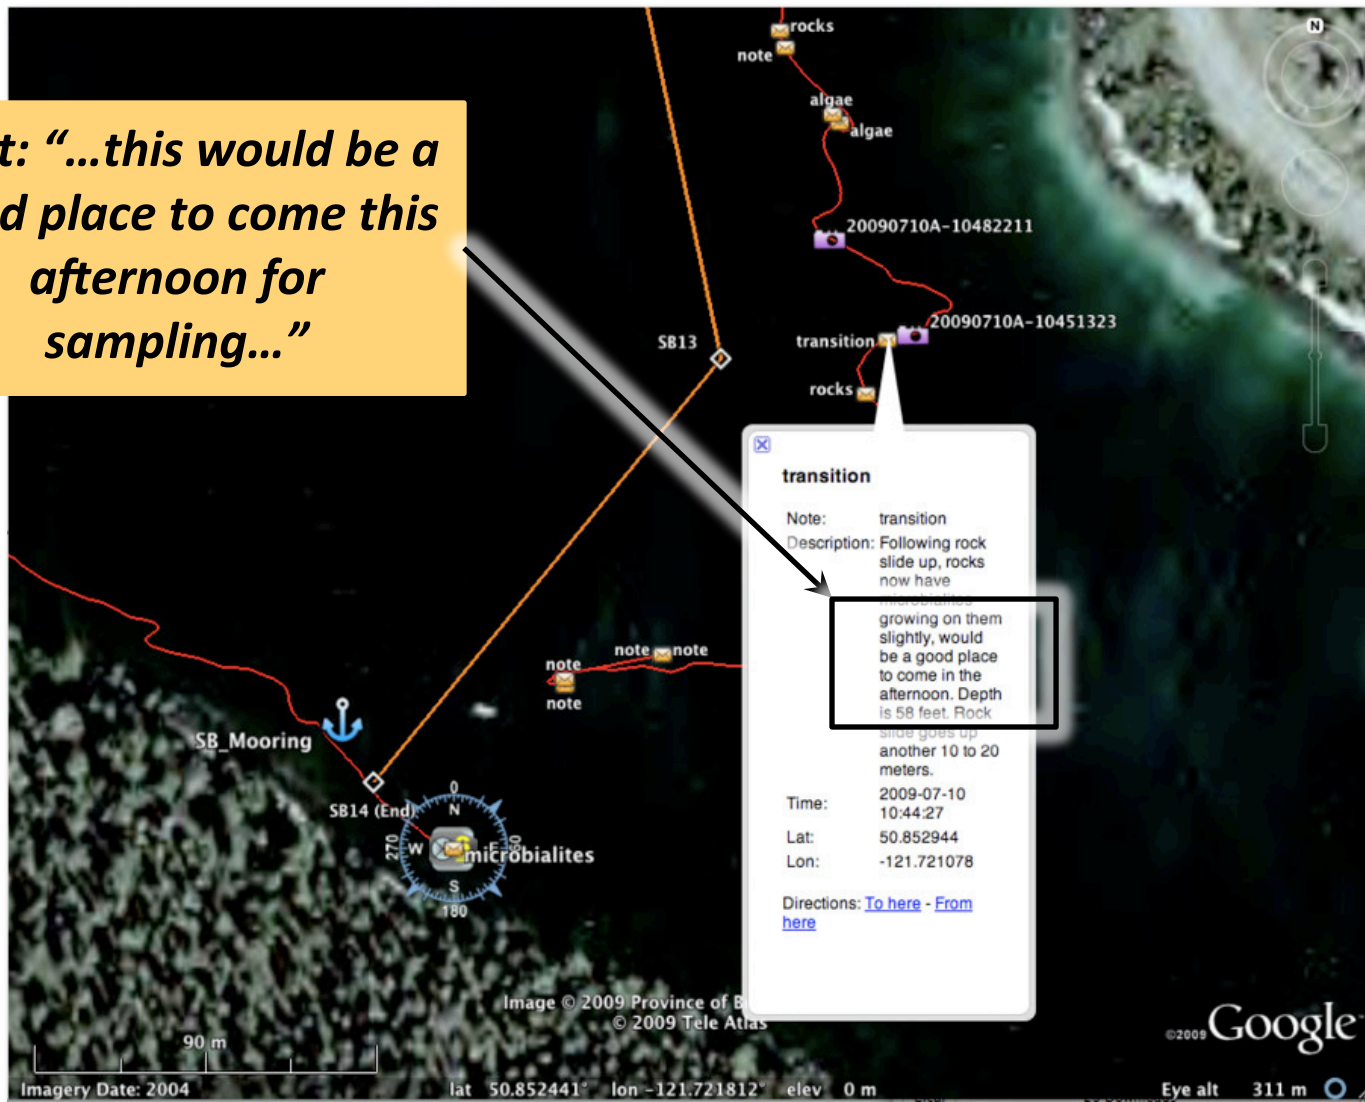 rocks
note
algae
algae
t: “...this would be a
d place to come this
afternoon for
sampling...”
20090710A-10482211
20090710A-10451323
SB13
transition
rocks
transition
Note: transition
Description: Following rock
slide up, rocks
now have
microbialites
growing on them
slightly, would
be a good place
to come in the
afternoon. Depth
is 58 feet. Rock
slide goes up
another 10 to 20
meters.
Time: 2009-07-10
10:44:27
Lat: 50.852944
Lon: -121.721078
Directions: To here - From
here
note note
note
note
SB_Mooring
SB14 (End)
0
N
270 W E
S
180
microbialites
Image © 2009 Province of B
© 2009 Tele Atlas
90 m
©2009 Google
Imagery Date: 2004 lat 50.852441° lon -121.721812° elev 0 m Eye alt 311 m
N